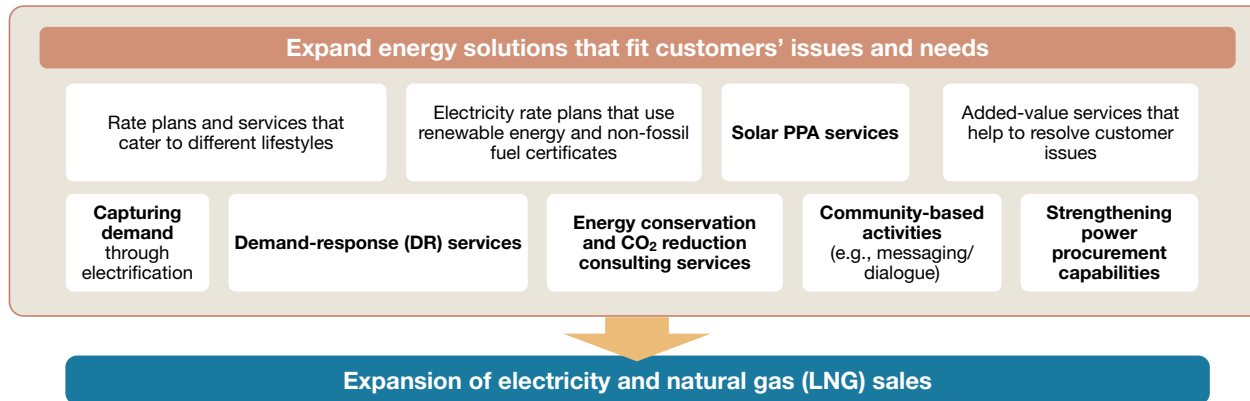 Expand energy solutions that fit customers’ issues and needs
Rate plans and services that
cater to different lifestyles
Electricity rate plans that use
renewable energy and non-fossil
fuel certificates
Solar PPA services
Added-value services that
help to resolve customer
issues
Capturing
demand
through
electrification
Demand-response (DR) services
Energy conservation
and CO₂ reduction
consulting services
Community-based
activities
(e.g., messaging/
dialogue)
Strengthening
power
procurement
capabilities
Expansion of electricity and natural gas (LNG) sales